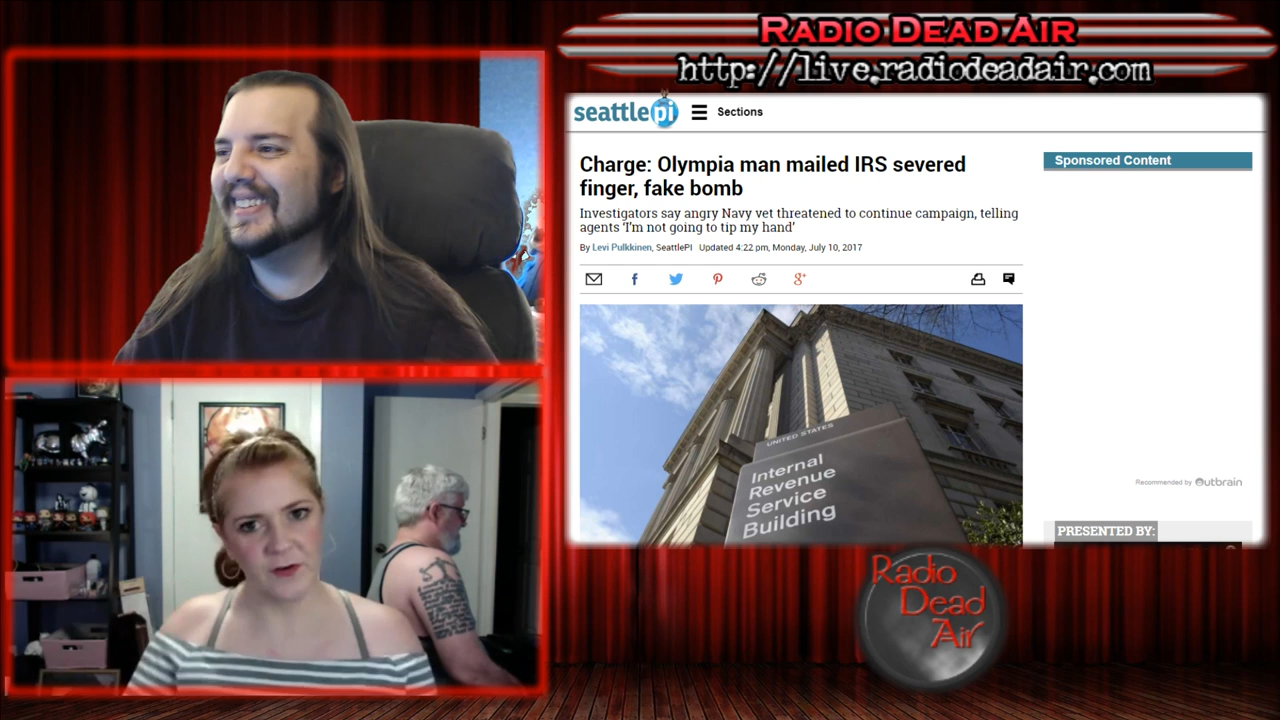 RADIO DEAD AIR
http://live.radiodeadair.com
seattlepi
Sections
Charge: Olympia man mailed IRS severed
finger, fake bomb
Investigators say angry Navy vet threatened to continue campaign, telling
agents ‘I’m not going to tip my hand’
By Levi Pulkkinen, SeattlePI Updated 4:22 pm, Monday, July 10, 2017
f
g+
Sponsored Content
UNITED STATES
Internal
Revenue
Service
Building
Recommended by Outbrain
PRESENTED BY:
Radio
Dead
Air